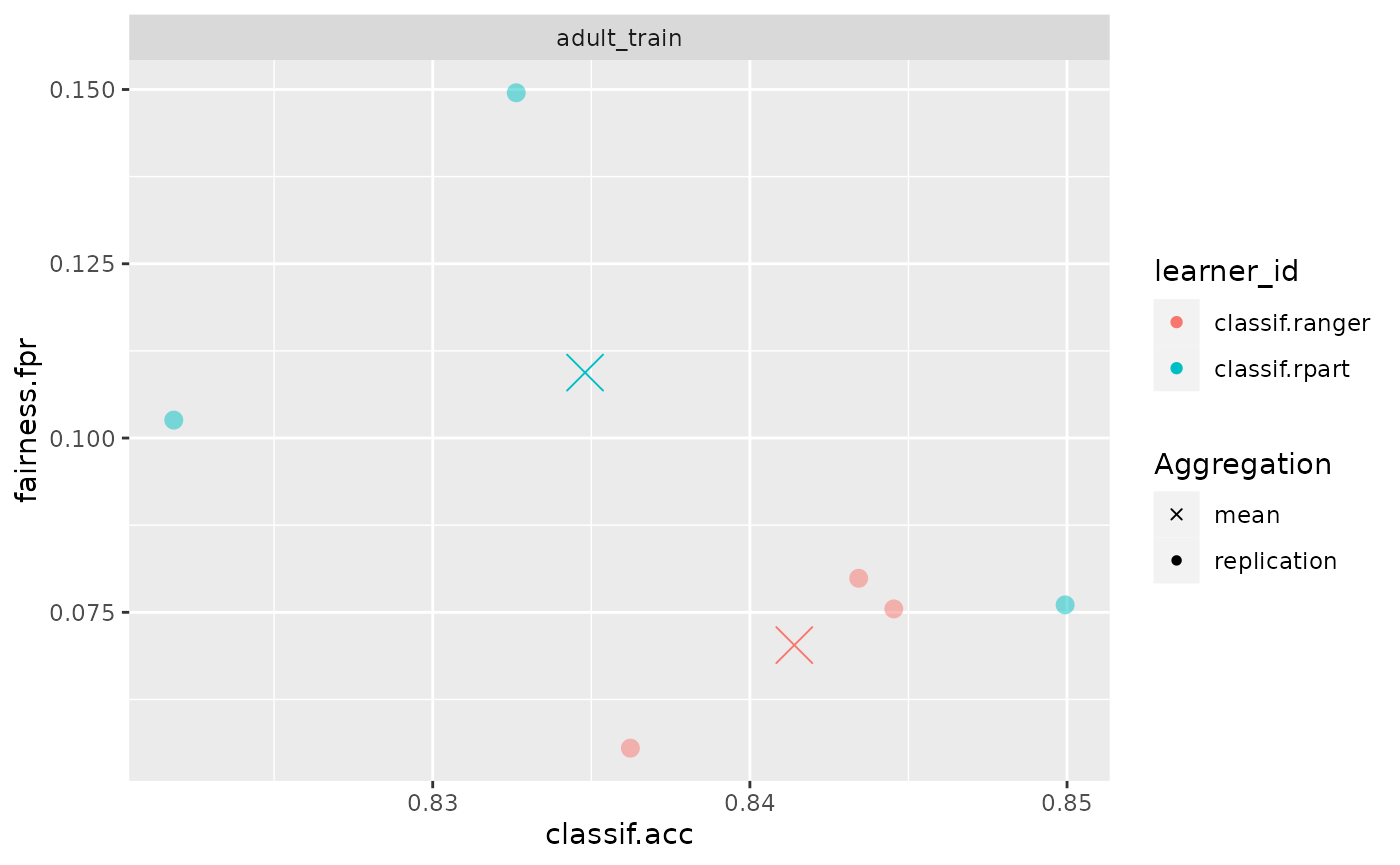 adult_train
0.150
0.125
0.100
0.075
fairness.fpr
0.83
0.84
0.85
classif.acc
learner_id
classif.ranger
classif.rpart
Aggregation
mean
replication